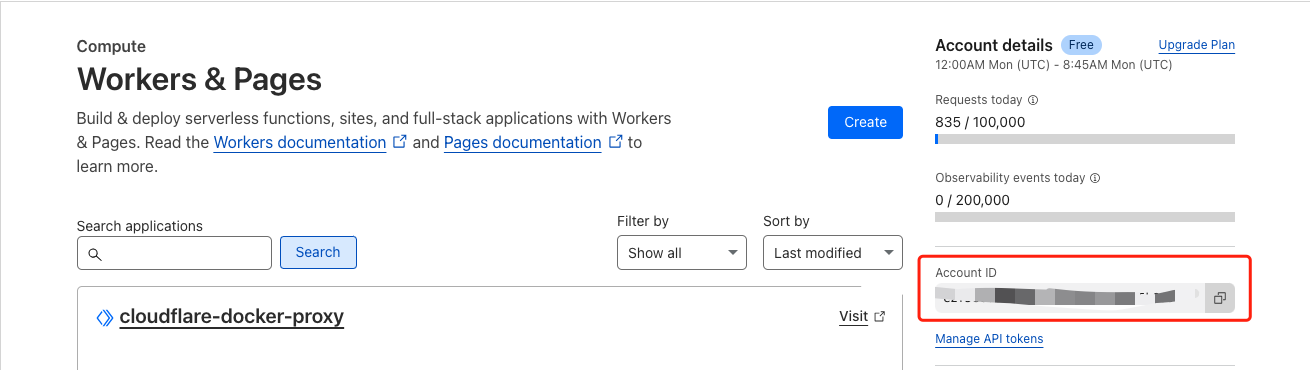 Compute
Workers & Pages
Build & deploy serverless functions, sites, and full-stack applications with Workers
& Pages. Read the Workers documentation and Pages documentation to
learn more.
Create
Search applications
Search
Filter by
Show all
Sort by
Last modified
cloudflare-docker-proxy
Visit
Account details Free Upgrade Plan
12:00AM Mon (UTC) - 8:45AM Mon (UTC)
Requests today
835 / 100,000
Observability events today
0 / 200,000
Account ID
Manage API tokens